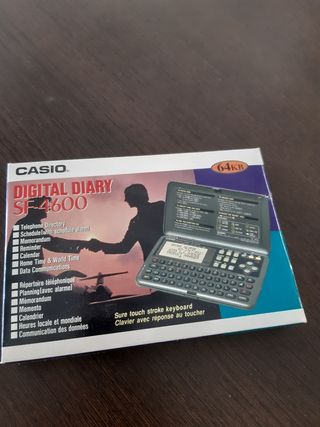 CASIO
64KB
DIGITAL DIARY
SF-4600
Telephone Directory
Schedule(with schedule alarm)
Memorandum
Reminder
Calendar
Home Time & World Time
Data Communications
Répertoire téléphonique
Planning(avec alarme)
Mémorandum
Memento
Calendrier
Heures locale et mondiale
Communication des données
Sure touch stroke keyboard
Clavier avec réponse au toucher